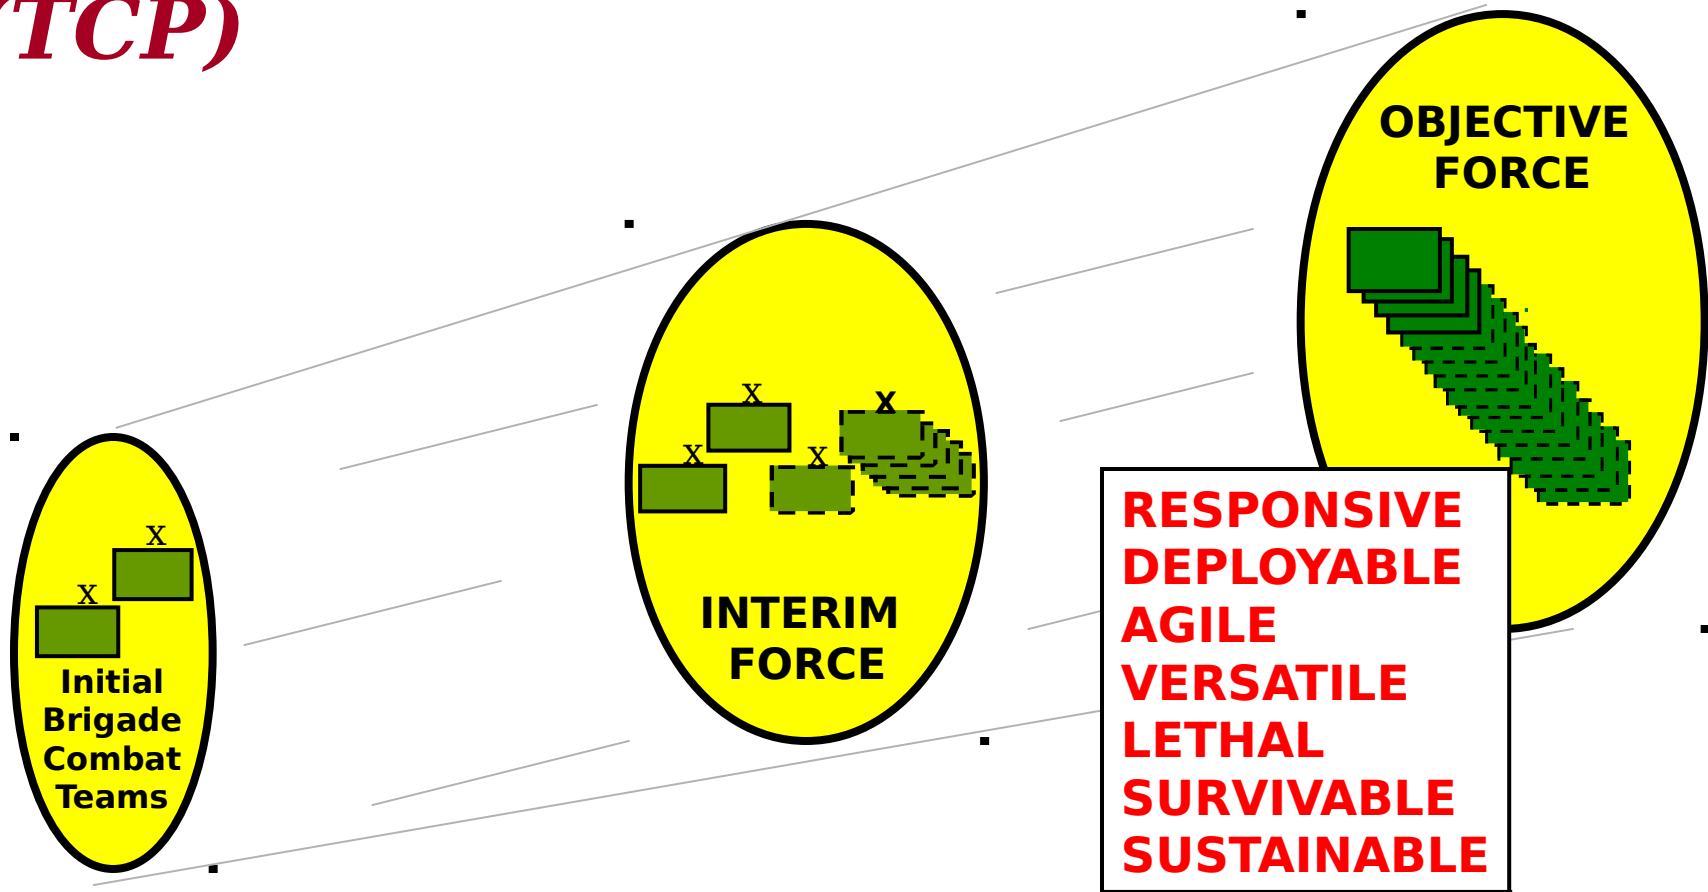 (TCP)
OBJECTIVE
FORCE
x
x
x
x
INTERIM
FORCE
x
x
Initial
Brigade
Combat
Teams
RESPONSIVE
DEPLOYABLE
AGILE
VERSATILE
LETHAL
SURVIVABLE
SUSTAINABLE